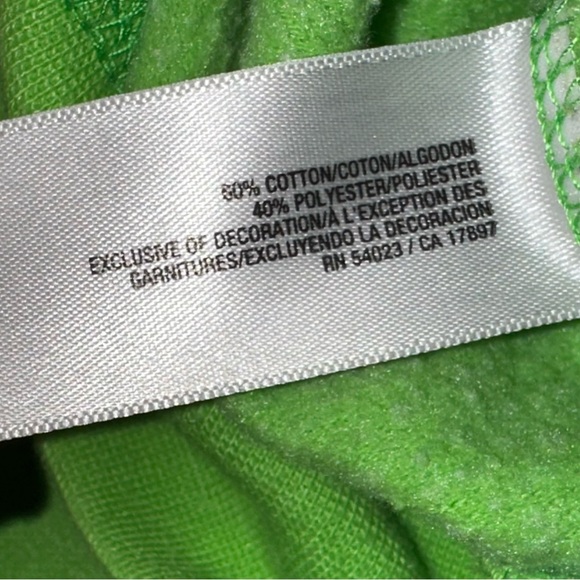 60% COTTON/COTON/ALGODON
40% POLYESTER/POLIESTER
EXCLUSIVE OF DECORATION/À L'EXCEPTION DES
GARNITURES/EXCLUYENDO LA DECORACION
RN 54023 / CA 17897